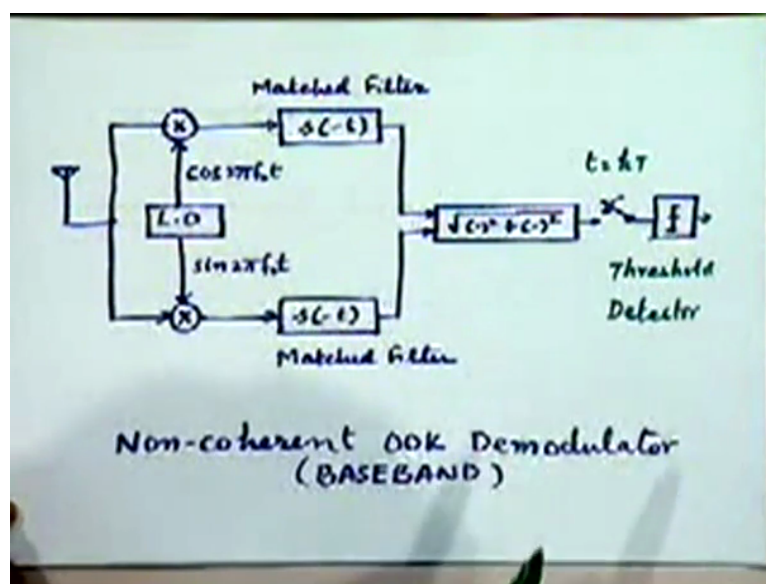 Matched Filter
s(-t)
cos 2πf₀t
t = kT
L.O
√(·)² + (·)²
sin 2πf₀t
Threshold
Detector
s(-t)
Matched Filter
Non-coherent OOK Demodulator
(BASEBAND)